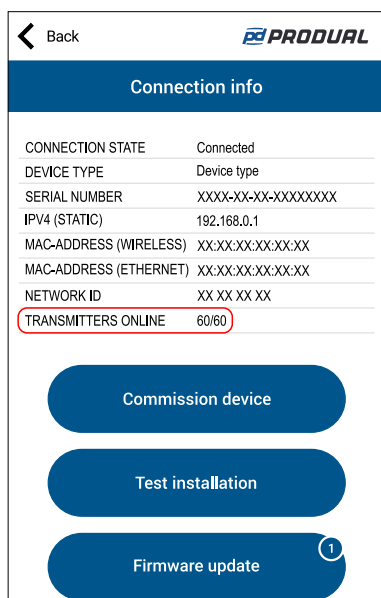 Back
pd PRODUAL
Connection info
CONNECTION STATE Connected
DEVICE TYPE Device type
SERIAL NUMBER XXXX-XX-XX-XXXXXXXX
IPV4 (STATIC) 192.168.0.1
MAC-ADDRESS (WIRELESS) XX:XX:XX:XX:XX:XX
MAC-ADDRESS (ETHERNET) XX:XX:XX:XX:XX:XX
NETWORK ID XX XX XX XX
TRANSMITTERS ONLINE 60/60
Commission device
Test installation
1
Firmware update